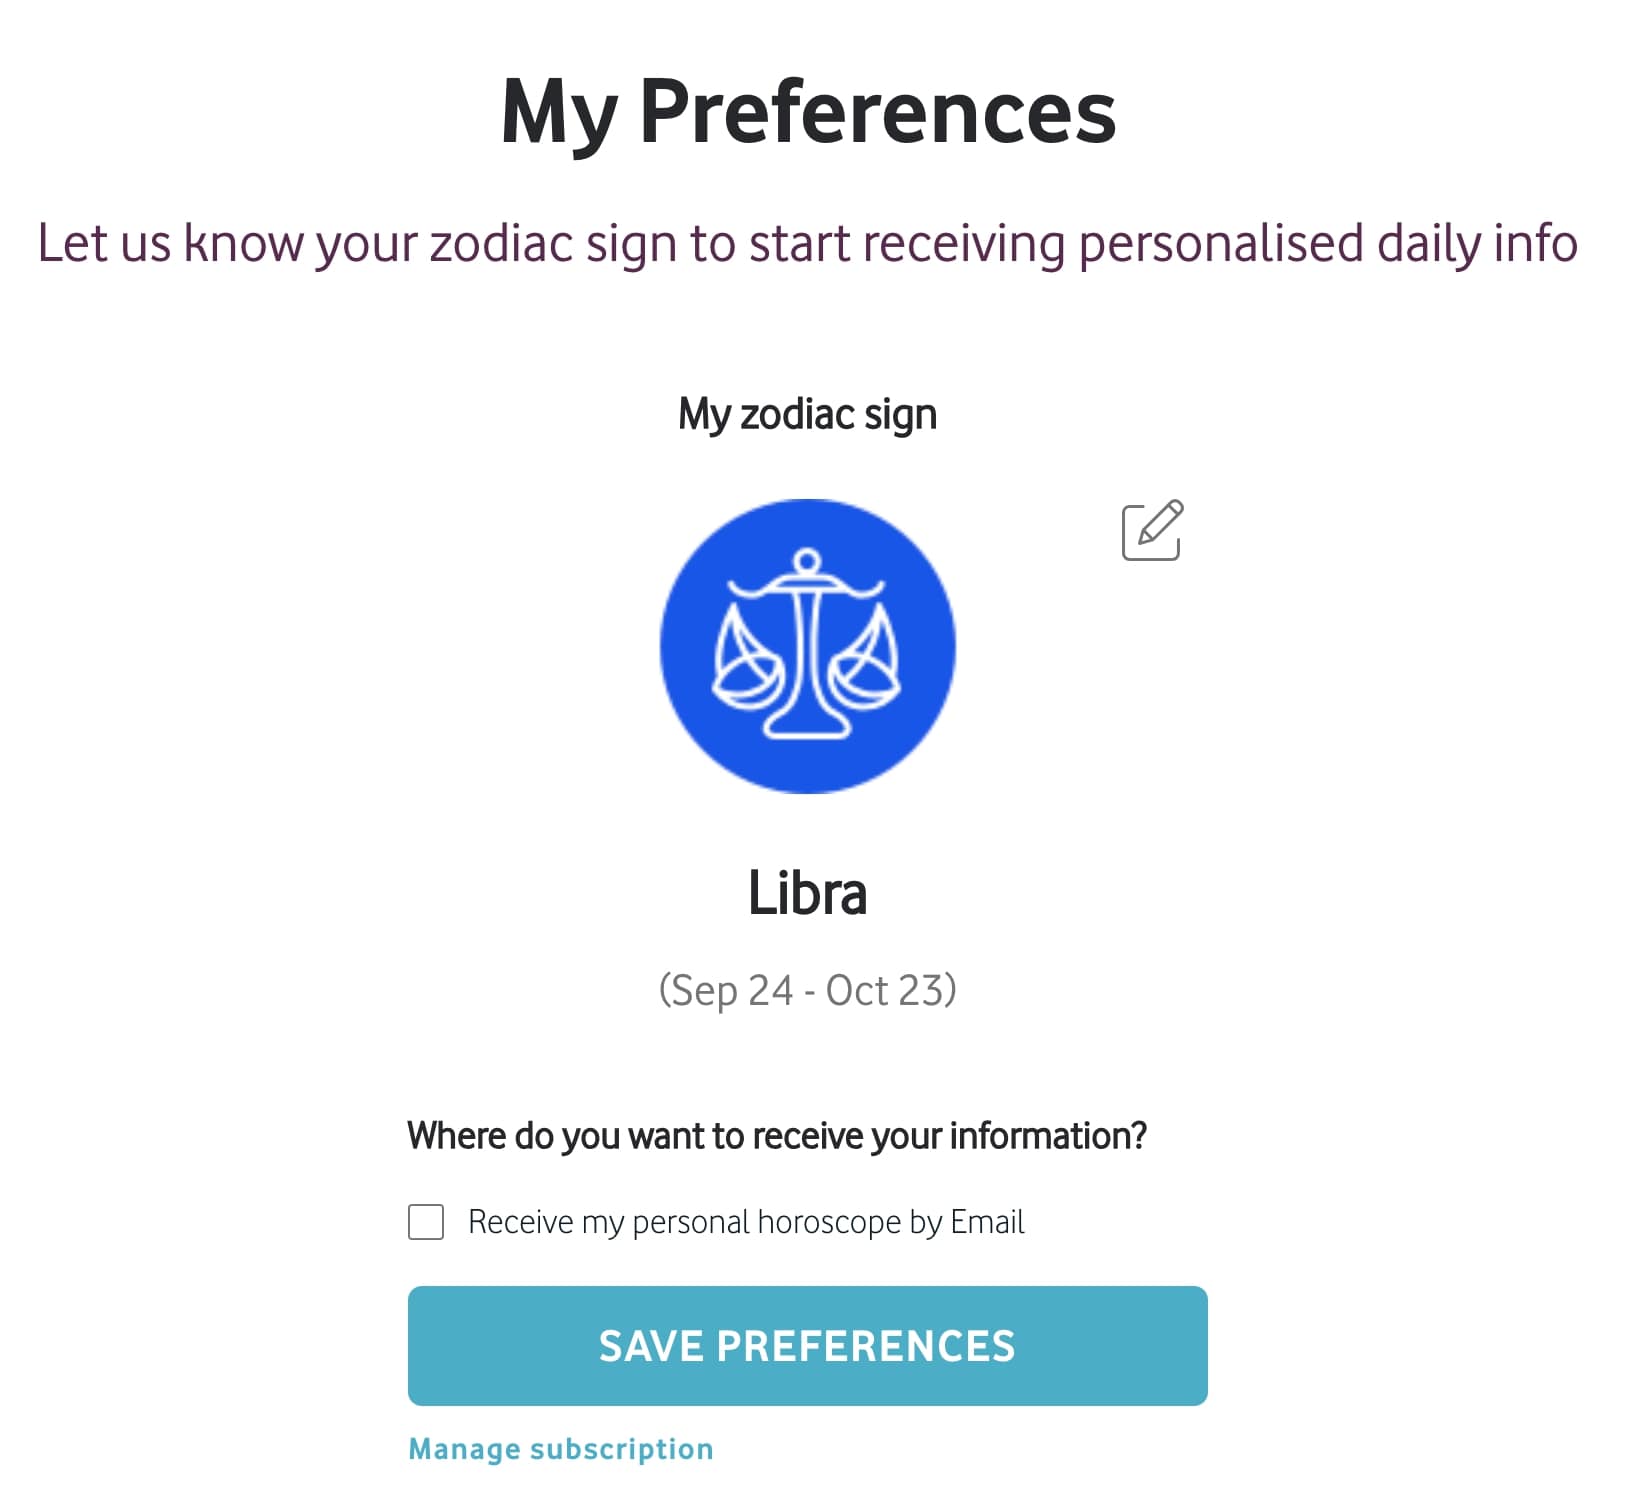 My Preferences
Let us know your zodiac sign to start receiving personalised daily info
My zodiac sign
Libra
(Sep 24 - Oct 23)
Where do you want to receive your information?
Receive my personal horoscope by Email
SAVE PREFERENCES
Manage subscription